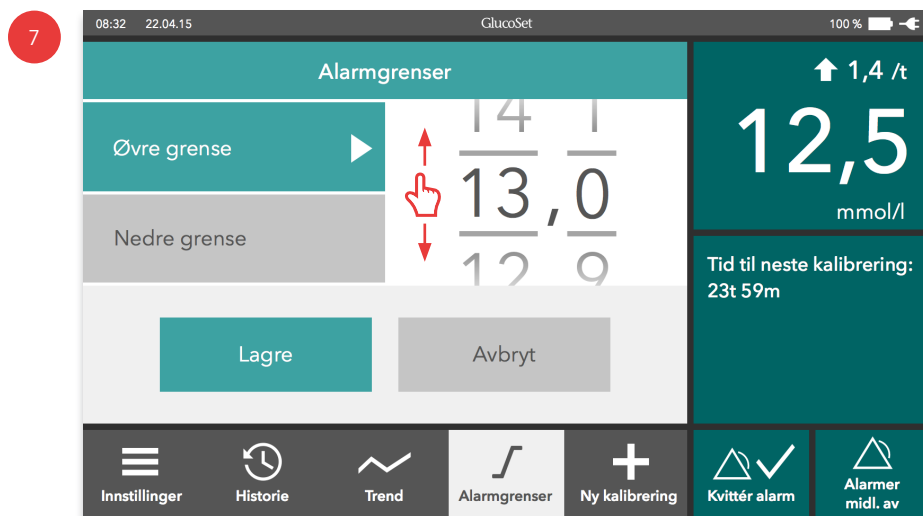 7
08:32 22.04.15 GlucoSet 100 %
Alarmgrenser
Øvre grense
Nedre grense
14 1
13,0
12 9
Lagre
Avbryt
1,4 /t
12,5
mmol/l
Tid til neste kalibrering:
23t 59m
Innstillinger
Historie
Trend
Alarmgrenser
Ny kalibrering
Kvittér alarm
Alarmer
midl. av